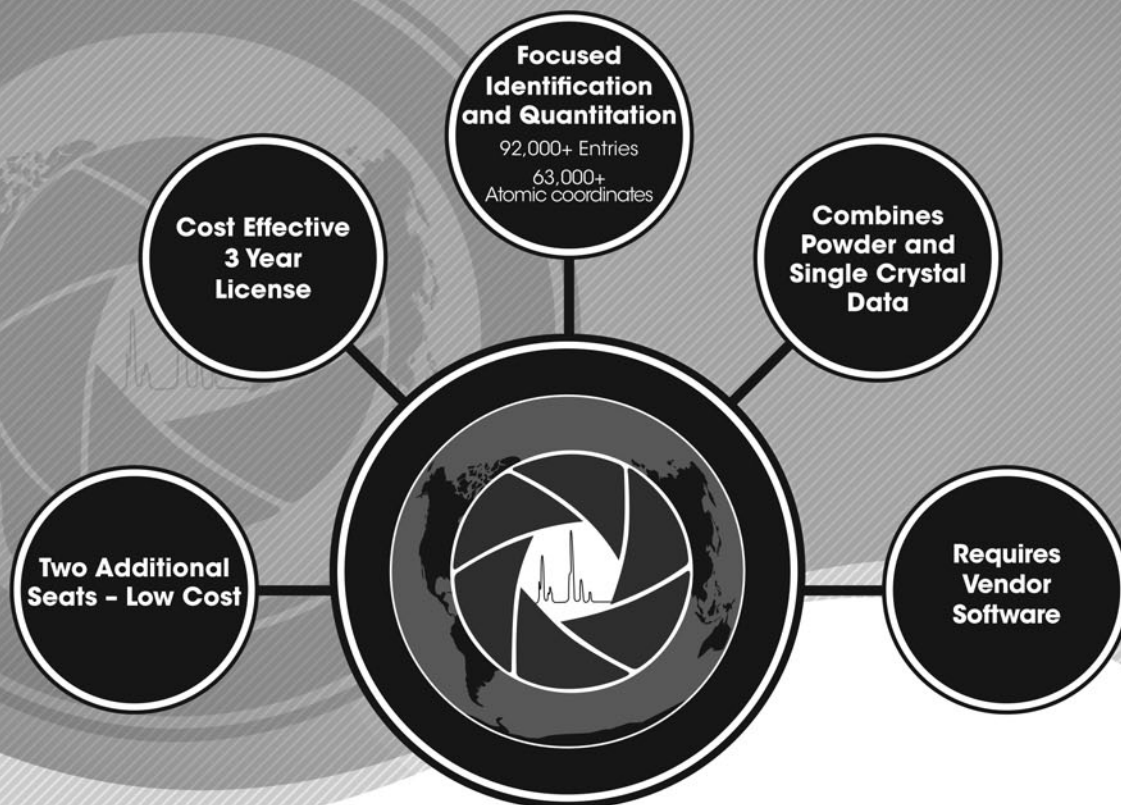 Focused
Identification
and Quantitation
92,000+ Entries
63,000+
Atomic coordinates
Cost Effective
3 Year
License
Combines
Powder and
Single Crystal
Data
Two Additional
Seats – Low Cost
Requires
Vendor
Software